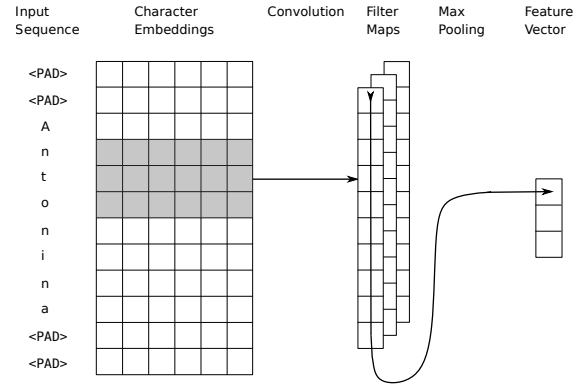 Input Sequence
Character Embeddings
Convolution
Filter Maps
Max Pooling
Feature Vector
<PAD>
<PAD>
A
n
t
o
n
i
n
a
<PAD>
<PAD>